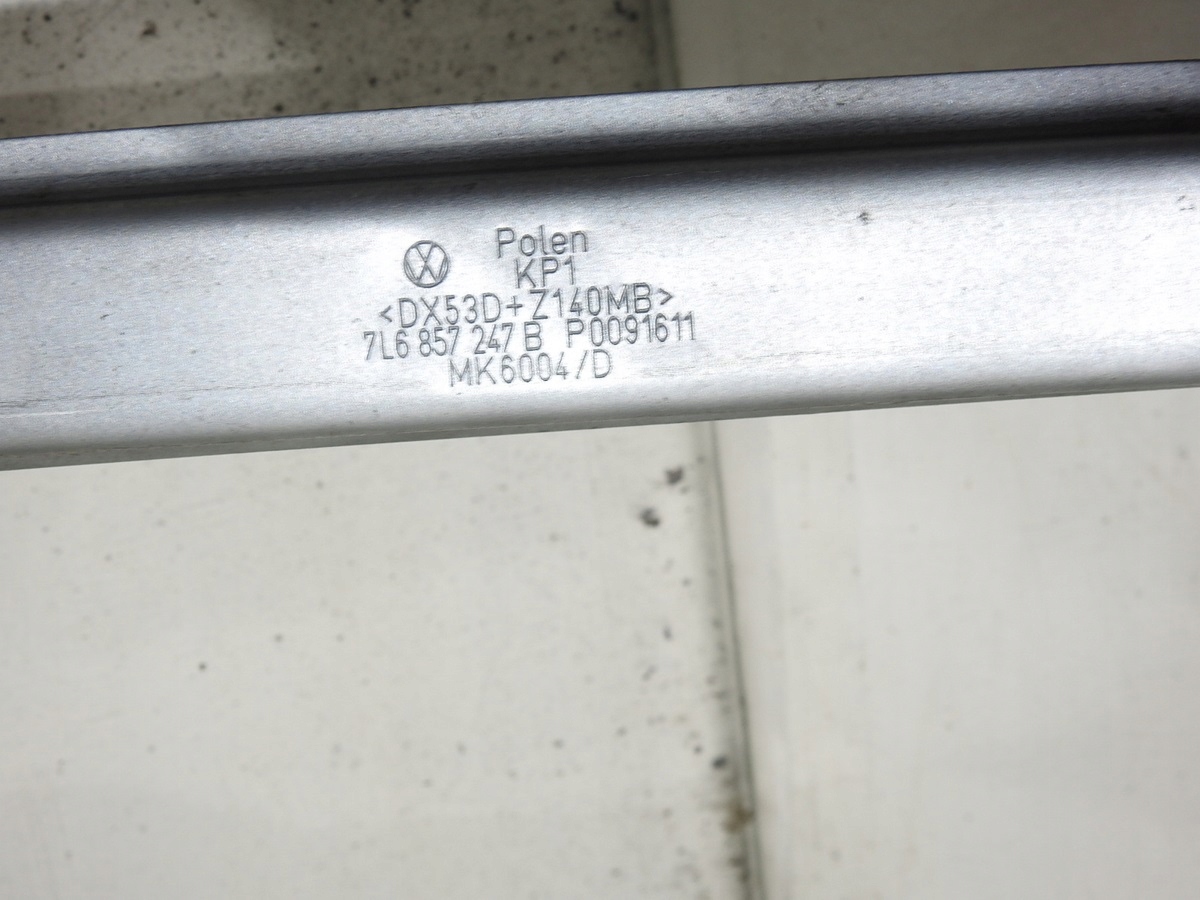 Polen
KP1
<DX53D+Z140MB>
7L6 857 247 B P0091611
MK6004/D